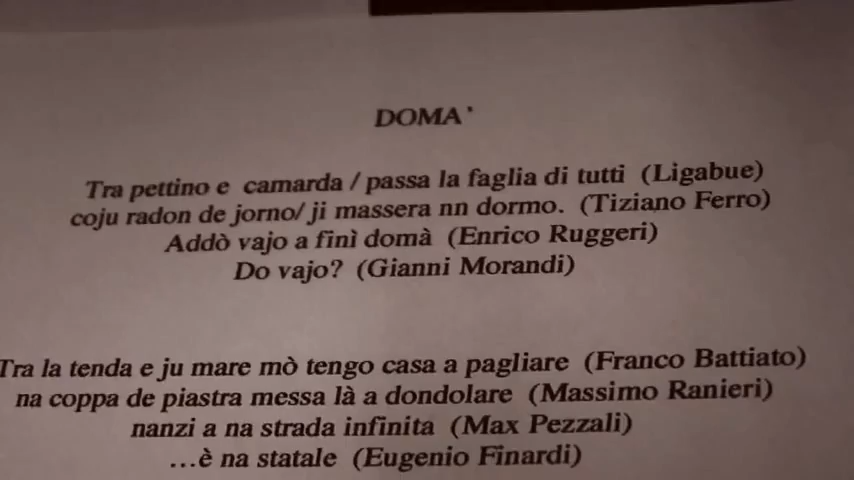 DOMA'
Tra pettino e camarda / passa la faglia di tutti (Ligabue)
coju radon de jorno/ ji massera nn dormo. (Tiziano Ferro)
Addò vajo a finì domà (Enrico Ruggeri)
Do vajo? (Gianni Morandi)
Tra la tenda e ju mare mò tengo casa a pagliare (Franco Battiato)
na coppa de piastra messa là a dondolare (Massimo Ranieri)
nanzi a na strada infinita (Max Pezzali)
…è na statale (Eugenio Finardi)